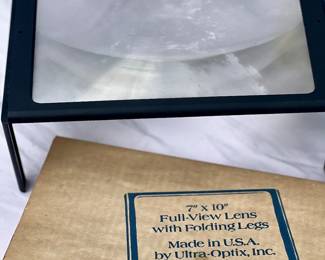 7" x 10"
Full-View Lens
with Folding Legs
Made in U.S.A.
by Ultra-Optix, Inc.